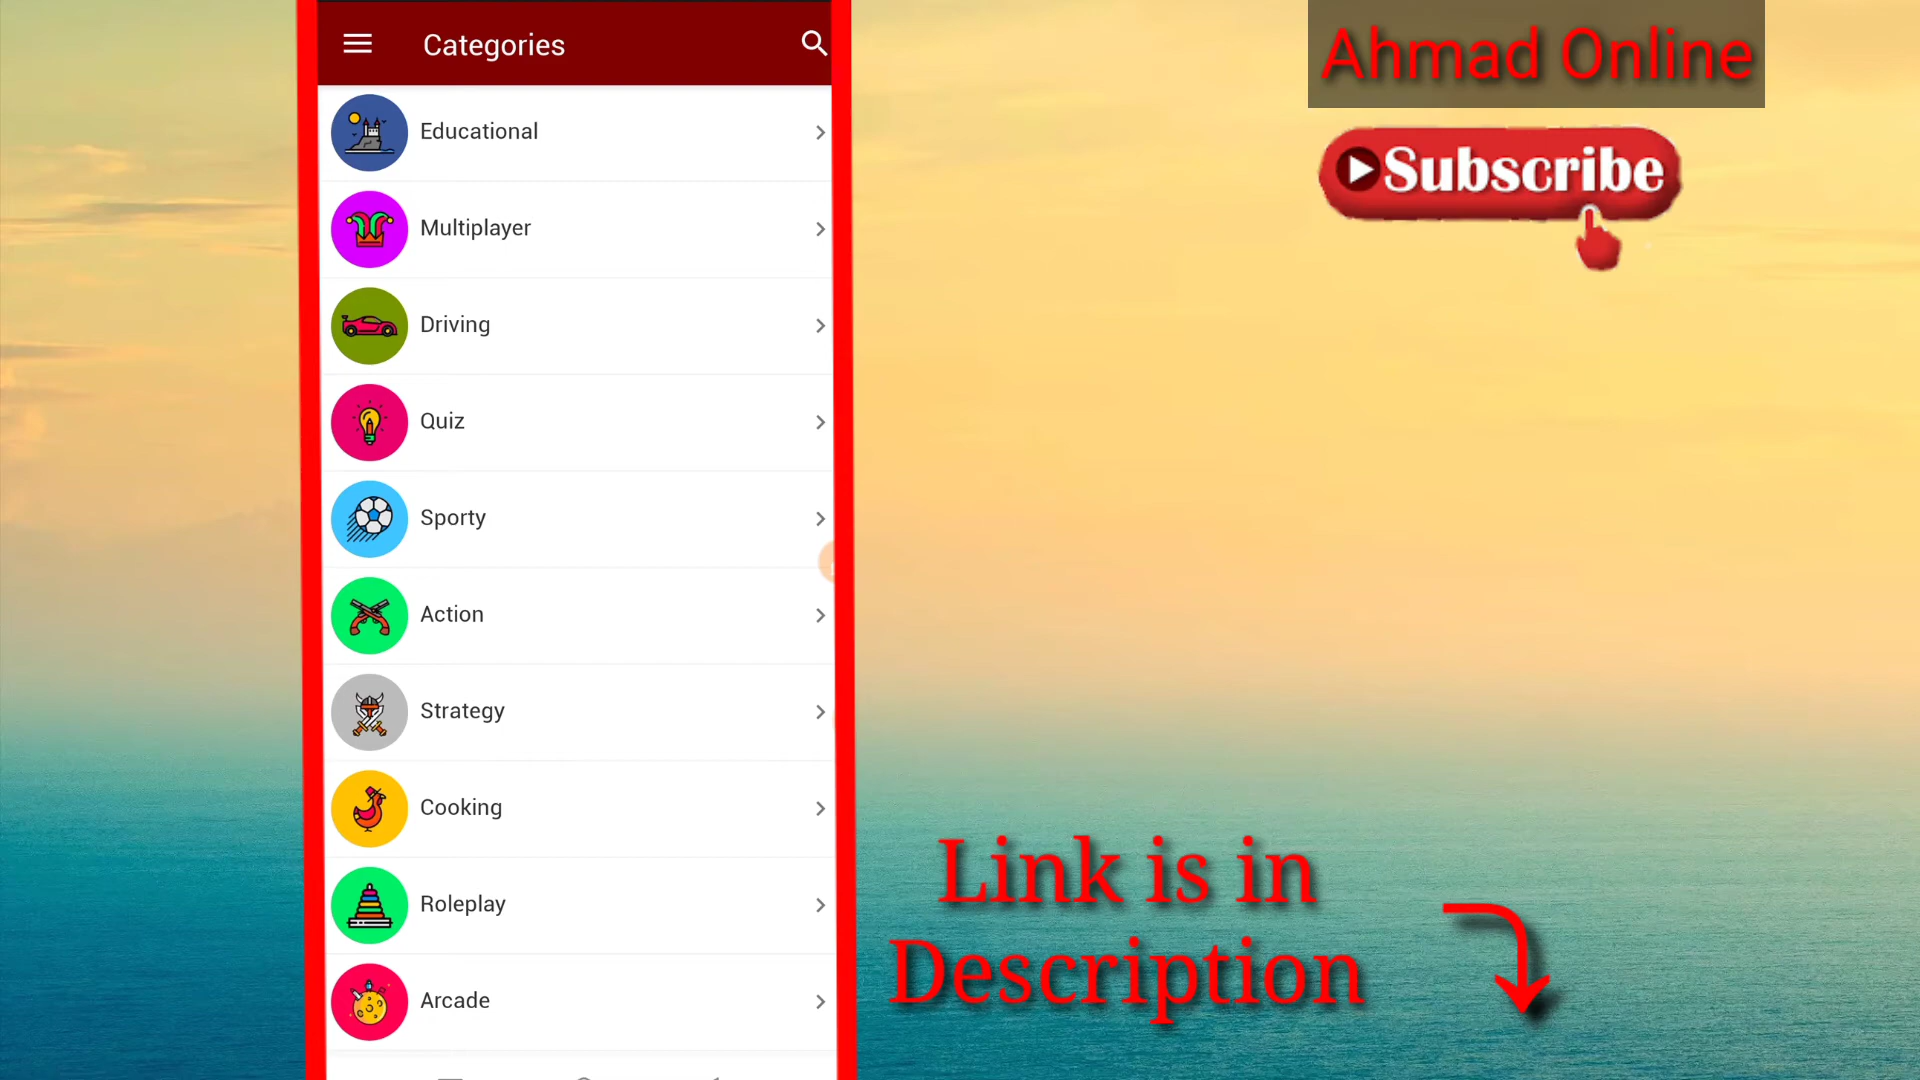 Categories
Educational
Multiplayer
Driving
Quiz
Sporty
Action
Strategy
Cooking
Roleplay
Arcade
Ahmad Online
Subscribe
Link is in
Description